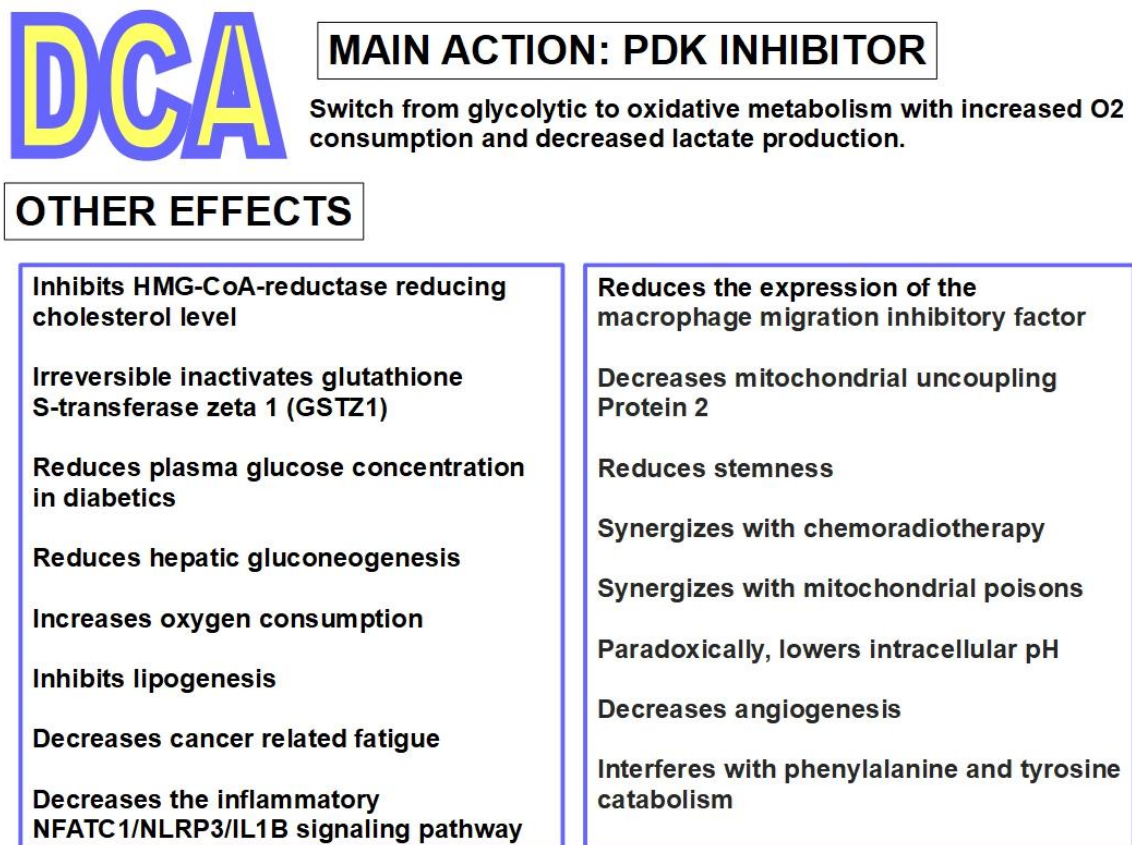 DCA
MAIN ACTION: PDK INHIBITOR
Switch from glycolytic to oxidative metabolism with increased O2
consumption and decreased lactate production.
OTHER EFFECTS
Inhibits HMG-CoA-reductase reducing
cholesterol level
Irreversible inactivates glutathione
S-transferase zeta 1 (GSTZ1)
Reduces plasma glucose concentration
in diabetics
Reduces hepatic gluconeogenesis
Increases oxygen consumption
Inhibits lipogenesis
Decreases cancer related fatigue
Decreases the inflammatory
NFATC1/NLRP3/IL1B signaling pathway
Reduces the expression of the
macrophage migration inhibitory factor
Decreases mitochondrial uncoupling
Protein 2
Reduces stemness
Synergizes with chemoradiotherapy
Synergizes with mitochondrial poisons
Paradoxically, lowers intracellular pH
Decreases angiogenesis
Interferes with phenylalanine and tyrosine
catabolism